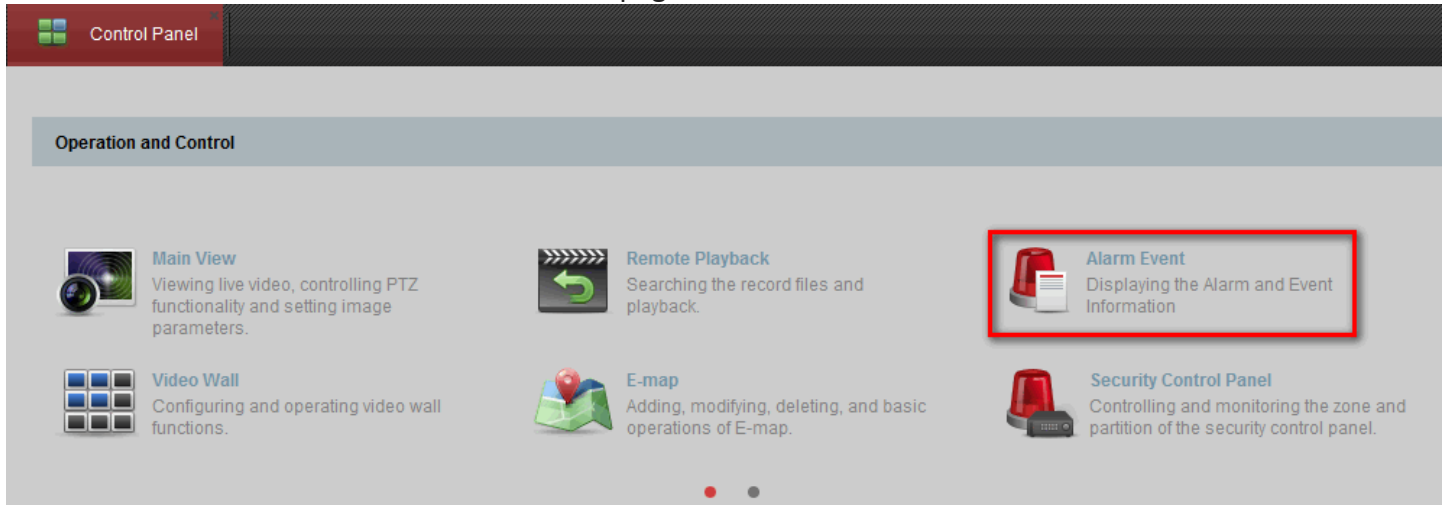 Control Panel
Operation and Control
Main View
Viewing live video, controlling PTZ
functionality and setting image
parameters.
Remote Playback
Searching the record files and
playback.
Alarm Event
Displaying the Alarm and Event
Information
Video Wall
Configuring and operating video wall
functions.
E-map
Adding, modifying, deleting, and basic
operations of E-map.
Security Control Panel
Controlling and monitoring the zone and
partition of the security control panel.